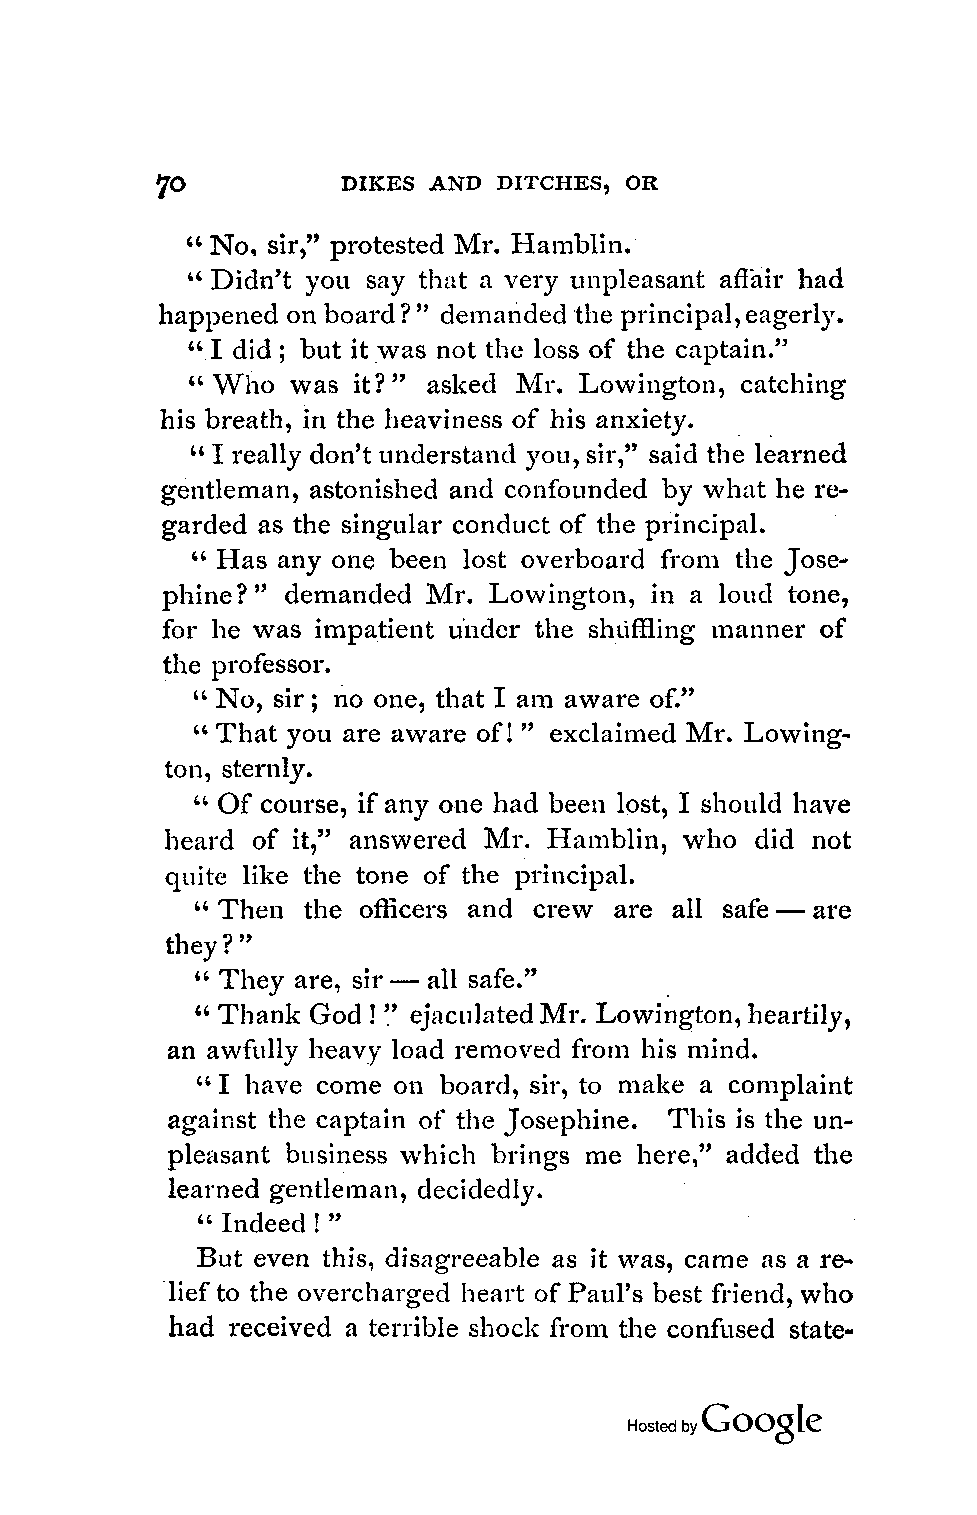 70 DIKES AND DITCHES, OR
“ No, sir,” protested Mr. Hamblin.
“ Didn’t you say that a very unpleasant affair had
happened on board? ” demanded the principal, eagerly.
“ I did ; but it was not the loss of the captain.”
“ Who was it? ” asked Mr. Lowington, catching
his breath, in the heaviness of his anxiety.
“ I really don’t understand you, sir,” said the learned
gentleman, astonished and confounded by what he re-
garded as the singular conduct of the principal.
“ Has any one been lost overboard from the Jose-
phine? ” demanded Mr. Lowington, in a loud tone,
for he was impatient under the shuffling manner of
the professor.
“ No, sir ; no one, that I am aware of.”
“ That you are aware of! ” exclaimed Mr. Lowing-
ton, sternly.
“ Of course, if any one had been lost, I should have
heard of it,” answered Mr. Hamblin, who did not
quite like the tone of the principal.
“ Then the officers and crew are all safe — are
they? ”
“ They are, sir — all safe.”
“ Thank God ! ” ejaculated Mr. Lowington, heartily,
an awfully heavy load removed from his mind.
“ I have come on board, sir, to make a complaint
against the captain of the Josephine. This is the un-
pleasant business which brings me here,” added the
learned gentleman, decidedly.
“ Indeed ! ”
But even this, disagreeable as it was, came as a re-
lief to the overcharged heart of Paul’s best friend, who
had received a terrible shock from the confused state-
Hosted by Google